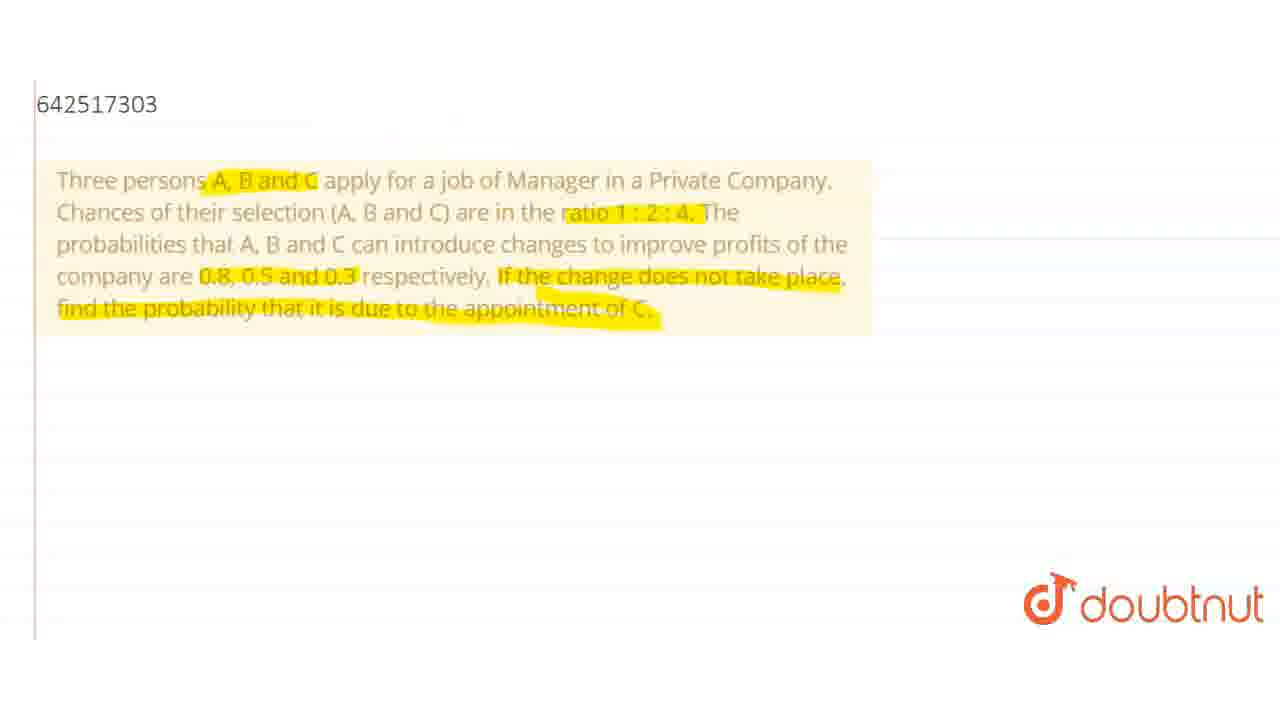 642517303
Three persons A, B and C apply for a job of Manager in a Private Company.
Chances of their selection (A, B and C) are in the ratio 1 : 2 : 4. The
probabilities that A, B and C can introduce changes to improve profits of the
company are 0.8, 0.5 and 0.3 respectively. If the change does not take place,
find the probability that it is due to the appointment of C.
doubtnut